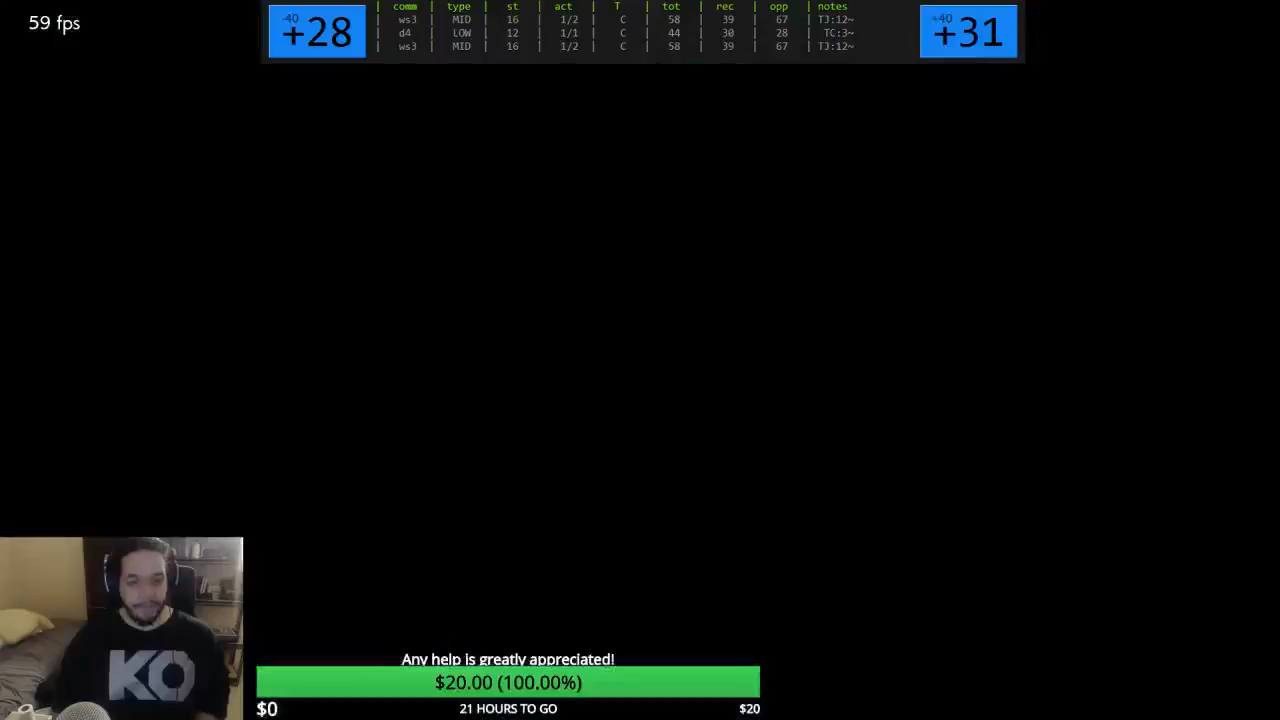 59 fps
-40
+28
| comm | type | st | act | T | tot | rec | opp | notes
| ws3 | MID | 16 | 1/2 | C | 58 | 39 | 67 | TJ:12~
| d4 | LOW | 12 | 1/1 | C | 44 | 30 | 28 | TC:3~
| ws3 | MID | 16 | 1/2 | C | 58 | 39 | 67 | TJ:12~
+40
+31
KO
Any help is greatly appreciated!
$20.00 (100.00%)
$0 21 HOURS TO GO $20